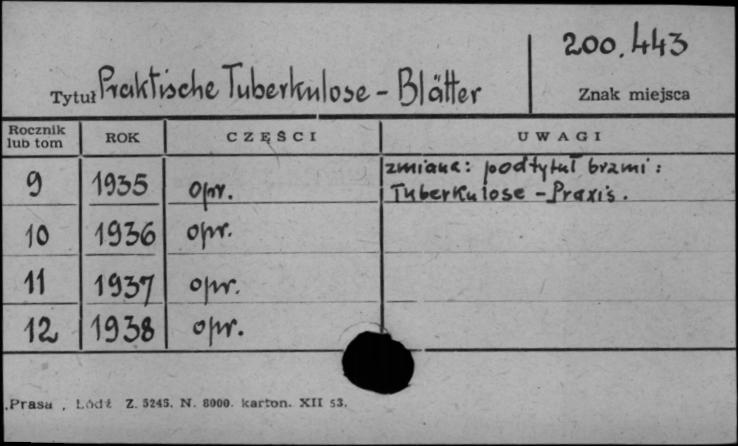 200.443
Tytuł Praktische Tuberkulose - Blätter
Znak miejsca
Rocznik lub tom ROK CZĘŚCI UWAGI
9 1935 opr. zmiana: podtytuł brzmi:
Tuberkulose - Praxis.
10 1936 opr.
11 1937 opr.
12 1938 opr.
„Prasa", Łódź Z. 5245. N. 8000. karton. XII 53.